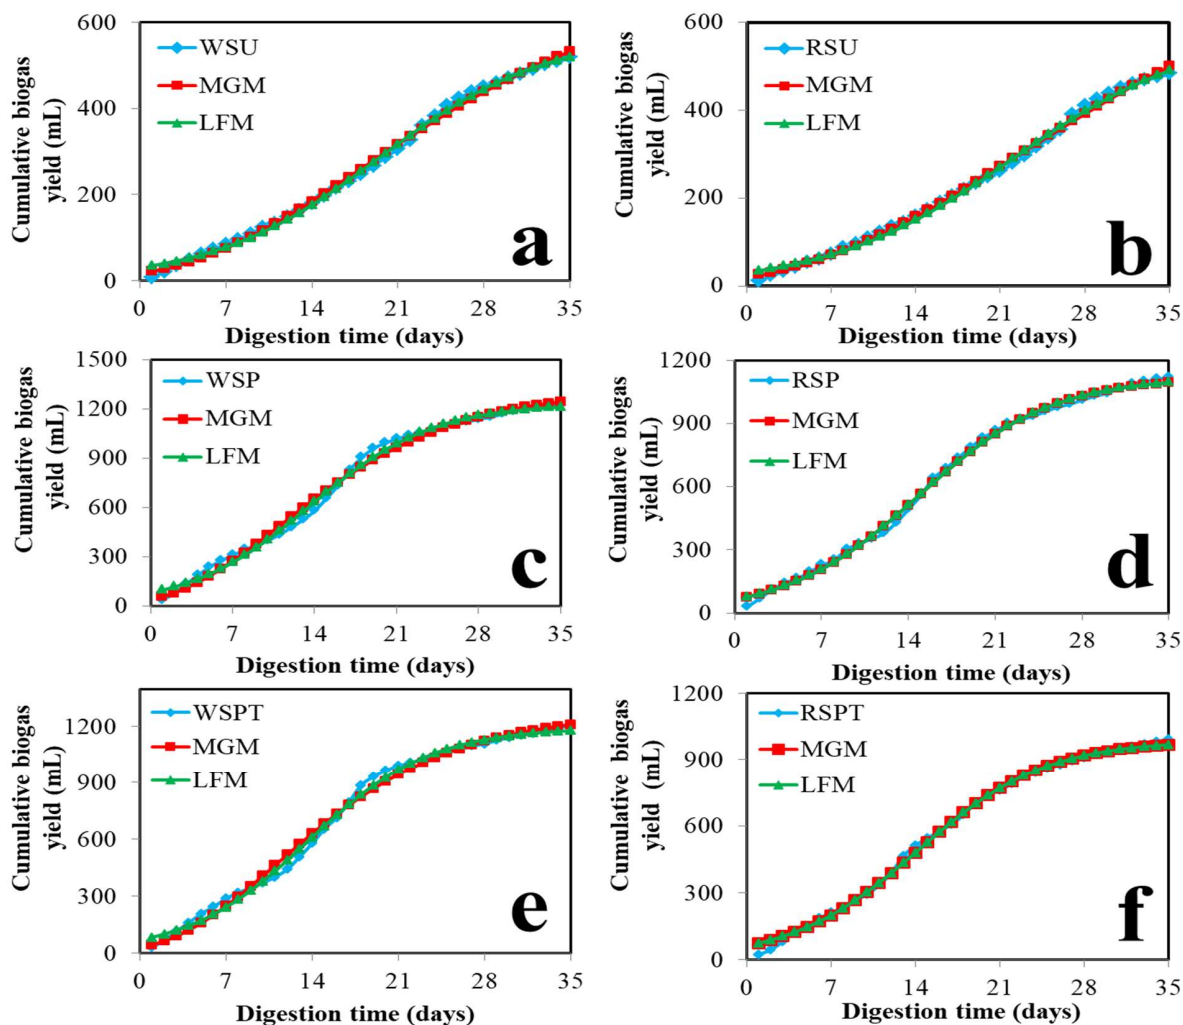 600
400
200
0
Cumulative biogas
yield (mL)
WSU
MGM
LFM
a
0 7 14 21 28 35
Digestion time (days)
600
400
200
0
Cumulative biogas
yield (mL)
RSU
MGM
LFM
b
0 7 14 21 28 35
Digestion time (days)
1500
1200
900
600
300
0
Cumulative biogas
yield (mL)
WSP
MGM
LFM
c
0 7 14 21 28 35
Digestion time (days)
1200
900
600
300
0
Cumulative biogas
yield (mL)
RSP
MGM
LFM
d
0 7 14 21 28 35
Digestion time (days)
1200
900
600
300
0
Cumulative biogas
yield (mL)
WSPT
MGM
LFM
e
0 7 14 21 28 35
Digestion time (days)
1200
900
600
300
0
Cumulative biogas
yield (mL)
RSPT
MGM
LFM
f
0 7 14 21 28 35
Digestion time (days)